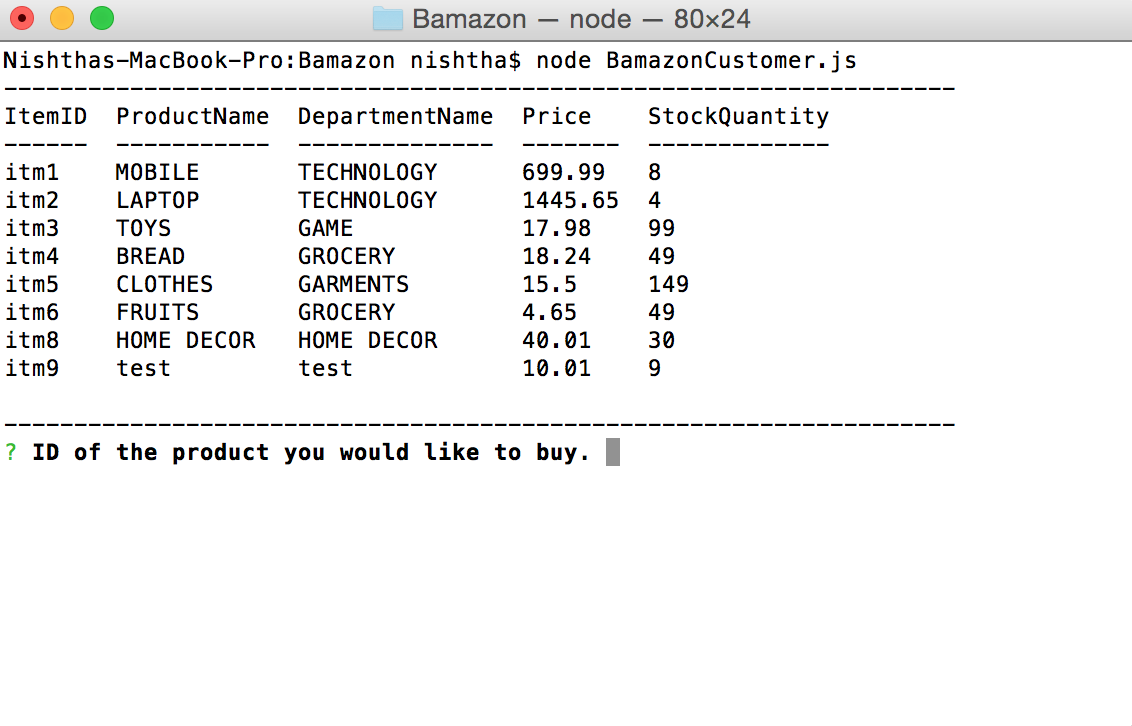 Bamazon — node — 80×24
Nishthas-MacBook-Pro:Bamazon nishtha$ node BamazonCustomer.js
--------------------------------------------------------------------
ItemID  ProductName  DepartmentName  Price    StockQuantity
------  -----------  --------------  -------  -------------
itm1    MOBILE       TECHNOLOGY      699.99   8
itm2    LAPTOP       TECHNOLOGY      1445.65  4
itm3    TOYS         GAME            17.98    99
itm4    BREAD        GROCERY         18.24    49
itm5    CLOTHES      GARMENTS        15.5     149
itm6    FRUITS       GROCERY         4.65     49
itm8    HOME DECOR   HOME DECOR      40.01    30
itm9    test         test            10.01    9
--------------------------------------------------------------------
? ID of the product you would like to buy.